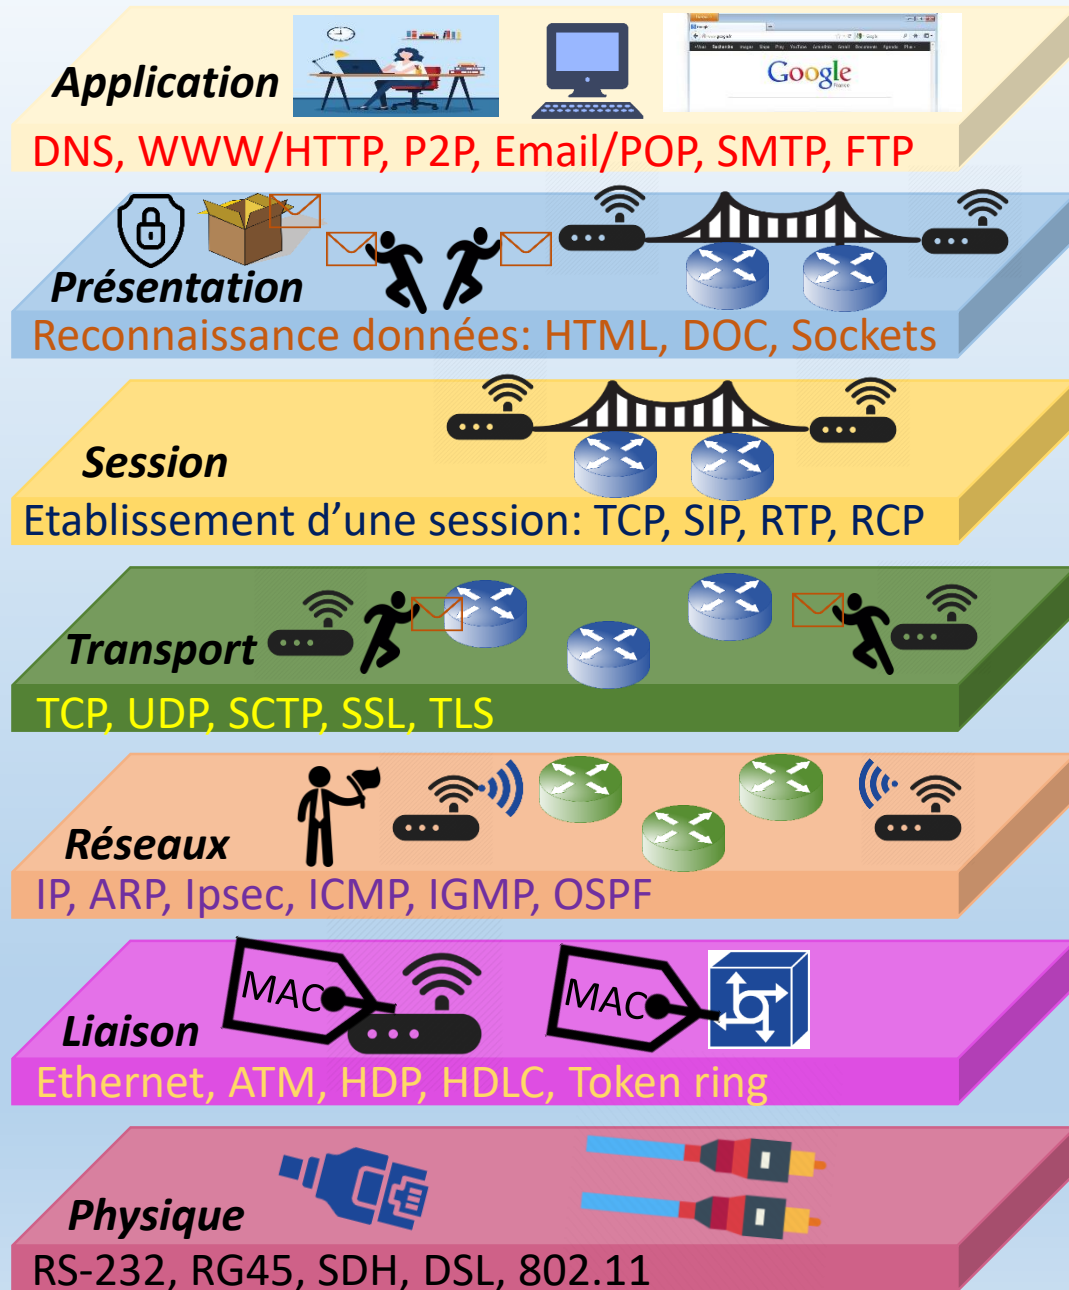 Application
Google
France
DNS, WWW/HTTP, P2P, Email/POP, SMTP, FTP
Présentation
Reconnaissance données: HTML, DOC, Sockets
Session
Etablissement d’une session: TCP, SIP, RTP, RCP
Transport
TCP, UDP, SCTP, SSL, TLS
Réseaux
IP, ARP, Ipsec, ICMP, IGMP, OSPF
MAC
MAC
Liaison
Ethernet, ATM, HDP, HDLC, Token ring
Physique
RS-232, RG45, SDH, DSL, 802.11